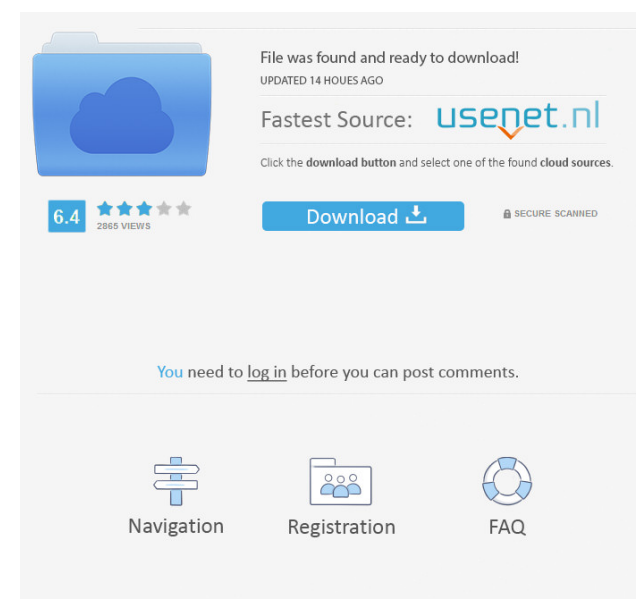 File was found and ready to download!
UPDATED 14 HOUES AGO
Fastest Source: usenet.nl
Click the download button and select one of the found cloud sources.
6.4
2865 VIEWS
Download
SECURE SCANNED
You need to log in before you can post comments.
Navigation
Registration
FAQ